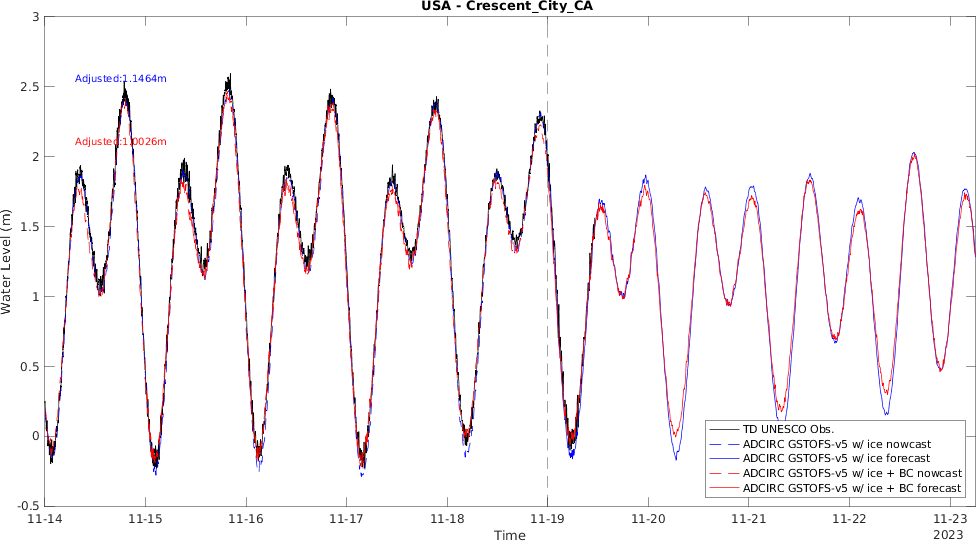 USA - Crescent_City_CA
3
2.5
2
1.5
1
0.5
0
-0.5
Water Level (m)
Adjusted:1.1464m
Adjusted:1.0026m
TD UNESCO Obs.
ADCIRC GSTOFS-v5 w/ ice nowcast
ADCIRC GSTOFS-v5 w/ ice forecast
ADCIRC GSTOFS-v5 w/ ice + BC nowcast
ADCIRC GSTOFS-v5 w/ ice + BC forecast
11-14 11-15 11-16 11-17 11-18 11-19 11-20 11-21 11-22 11-23
Time
2023